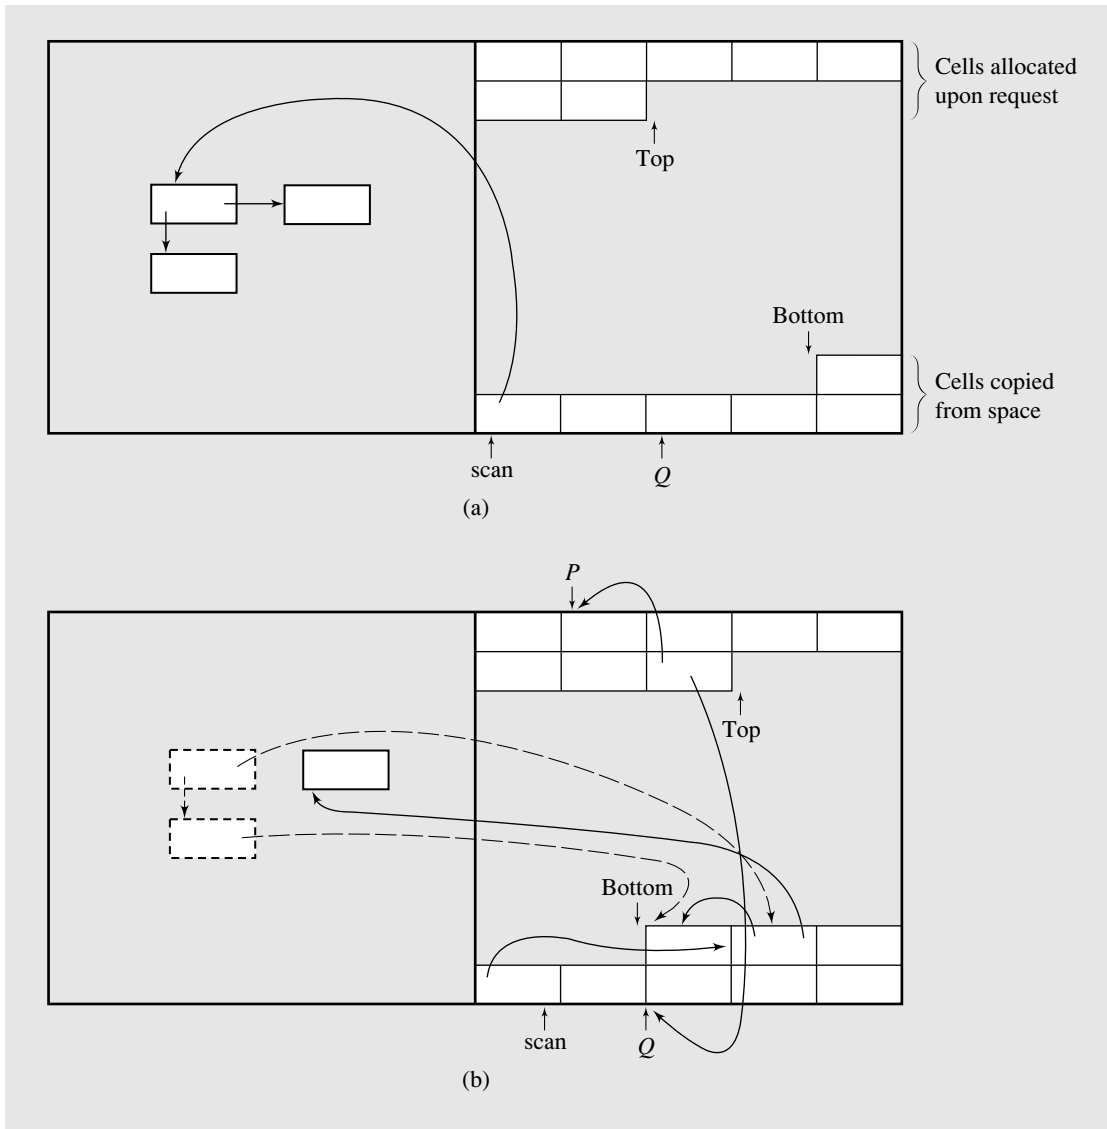 Cells allocated
upon request
Top
Bottom
Cells copied
from space
scan
Q
(a)
P
Top
Bottom
scan
Q
(b)